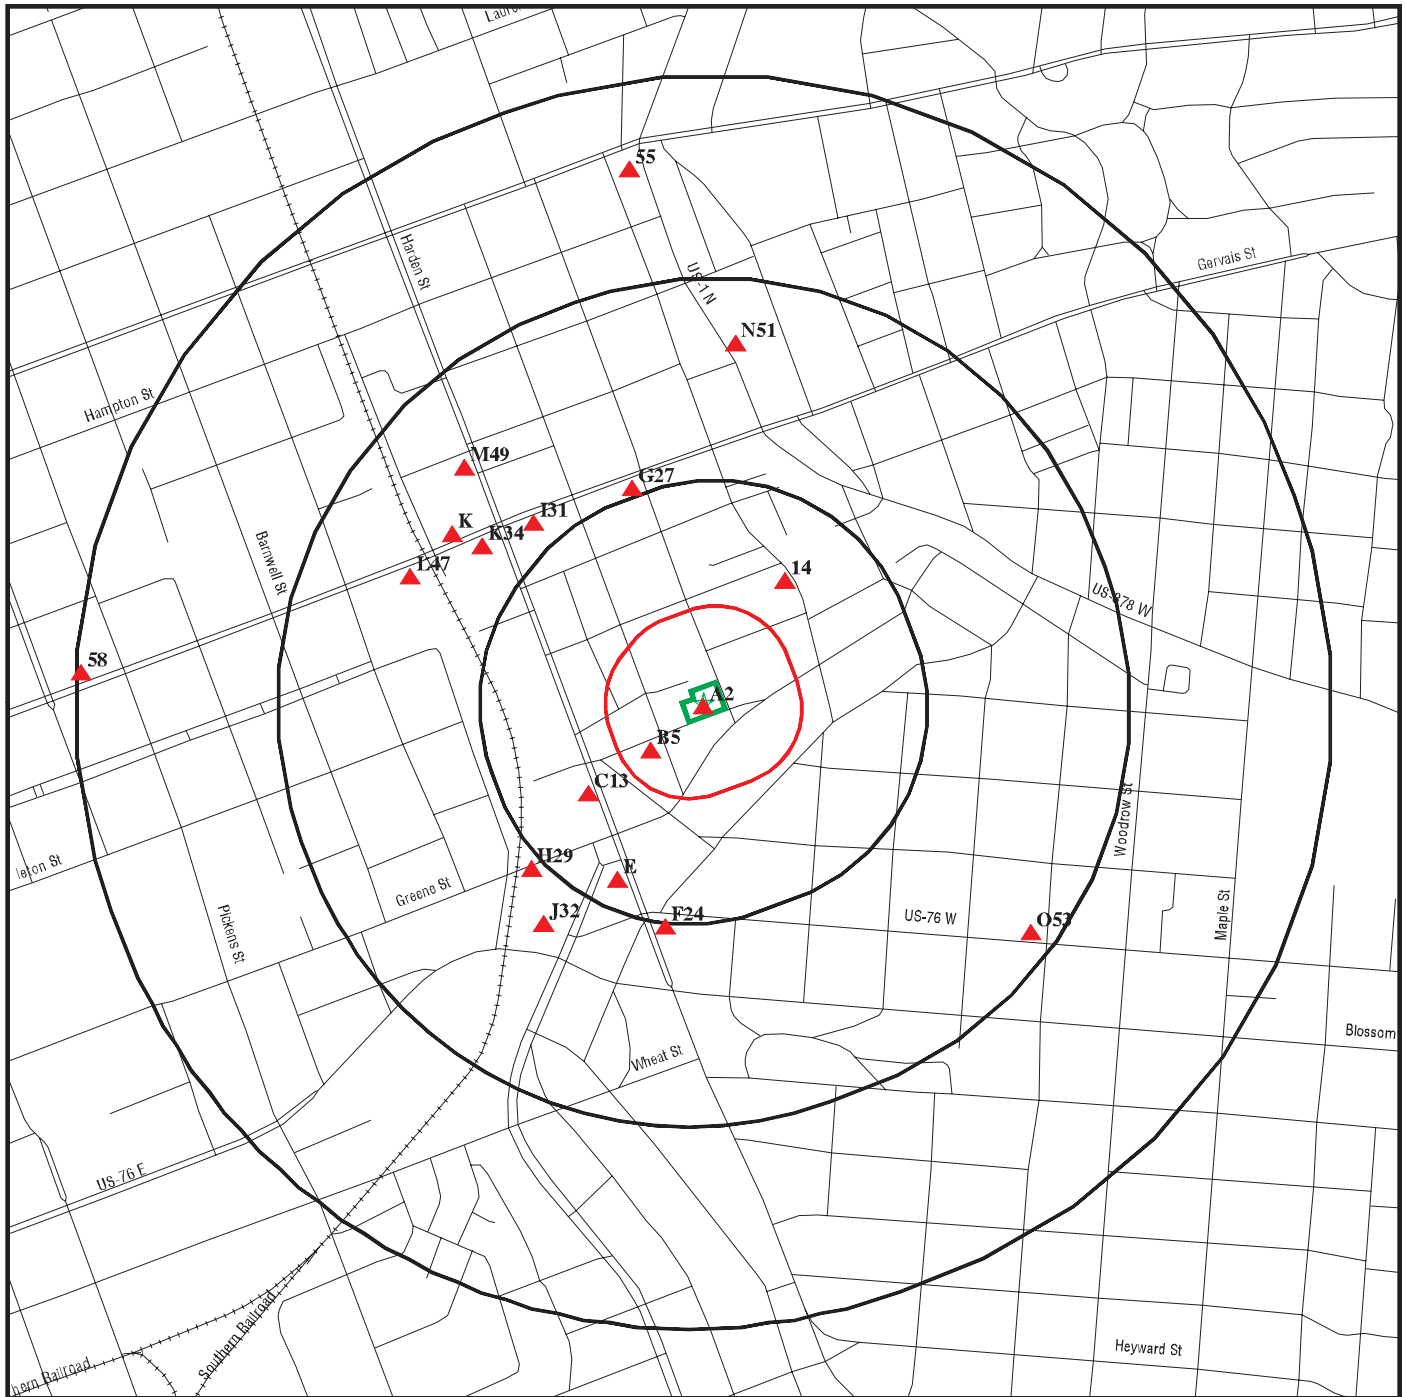 55
Harden St
US-1 N
Gervais St
N51
Hampton St
M49
G27
I31
K
K34
L47
Barnwell St
14
US-378 W
58
A2
B5
C13
Woodrow St
H29
E
Greene St
J32
F24
US-76 W
O53
Maple St
Pickens St
Wheat St
Blossom
US-76 E
Southern Railroad
hern Railroad
Heyward St